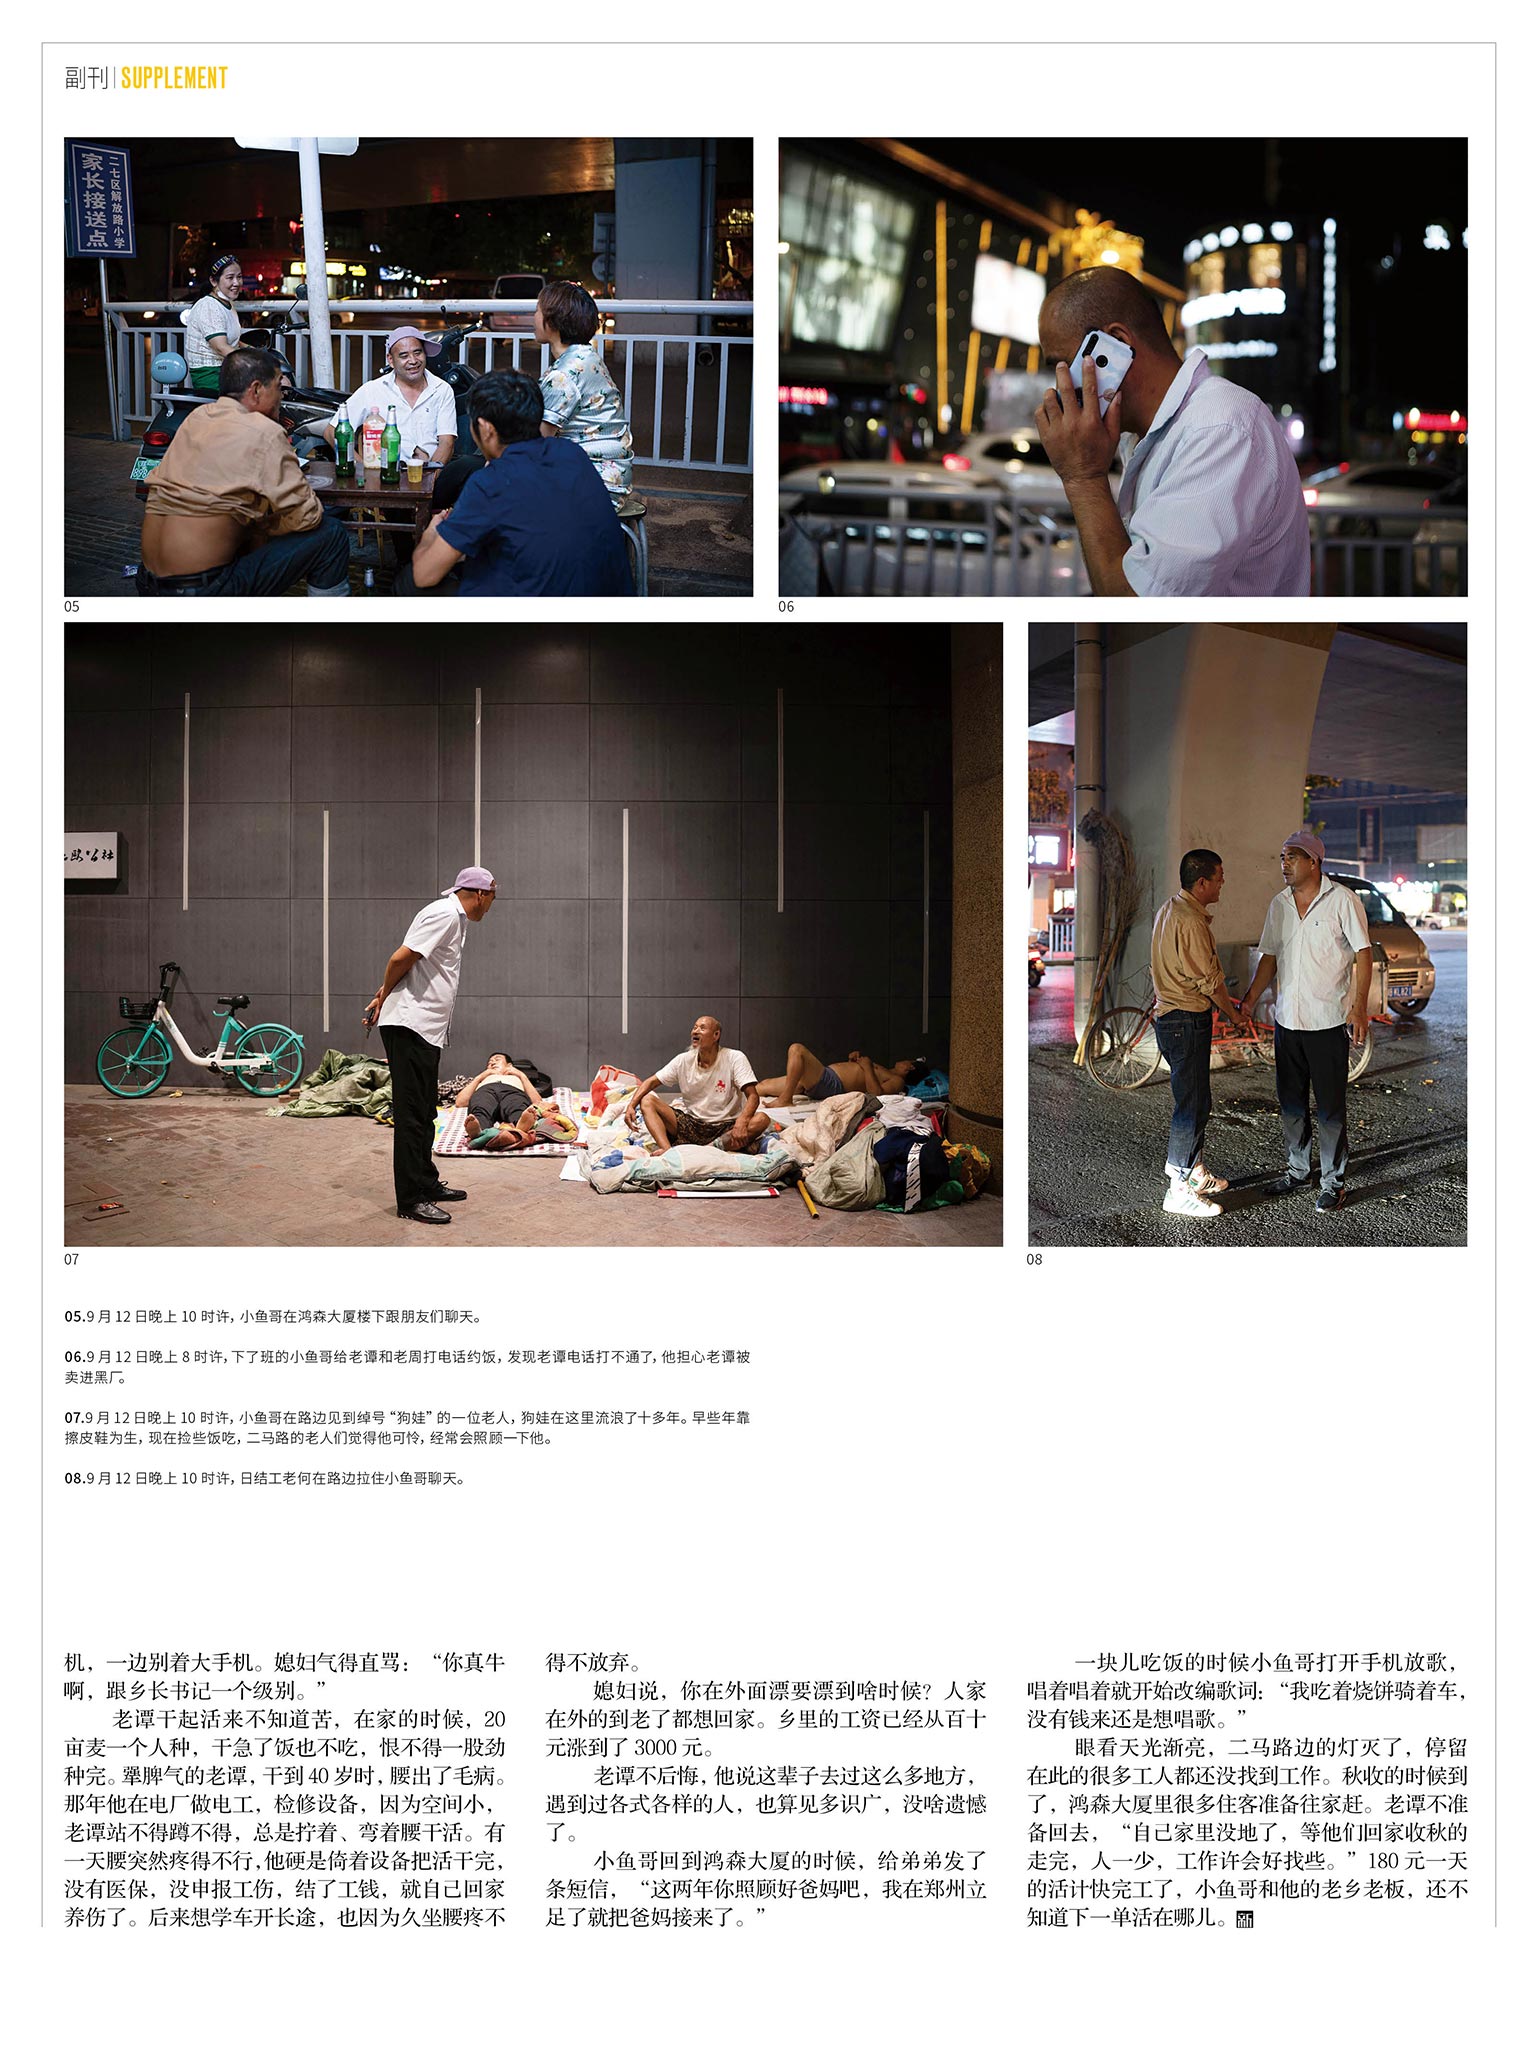 副刊 | SUPPLEMENT
二七区解放路小学
家长接送点
05
06
07
08
05.9月12日晚上10时许，小鱼哥在鸿森大厦楼下跟朋友们聊天。
06.9月12日晚上8时许，下了班的小鱼哥给老谭和老周打电话约饭，发现老谭电话打不通了，他担心老谭被
卖进黑厂。
07.9月12日晚上10时许，小鱼哥在路边见到绰号“狗娃”的一位老人，狗娃在这里流浪了十多年。早些年靠
擦皮鞋为生，现在捡些饭吃，二马路的老人们觉得他可怜，经常会照顾一下他。
08.9月12日晚上10时许，日结工老何在路边拉住小鱼哥聊天。
机，一边别着大手机。媳妇气得直骂：“你真牛
啊，跟乡长书记一个级别。”
老谭干起活来不知道苦，在家的时候，20
亩麦一个人种，干急了饭也不吃，恨不得一股劲
种完。犟脾气的老谭，干到40岁时，腰出了毛病。
那年他在电厂做电工，检修设备，因为空间小，
老谭站不得蹲不得，总是拧着、弯着腰干活。有
一天腰突然疼得不行，他硬是倚着设备把活干完，
没有医保，没申报工伤，结了工钱，就自己回家
养伤了。后来想学车开长途，也因为久坐腰疼不
得不放弃。
媳妇说，你在外面漂要漂到啥时候？人家
在外的到老了都想回家。乡里的工资已经从百十
元涨到了3000元。
老谭不后悔，他说这辈子去过这么多地方，
遇到过各式各样的人，也算见多识广，没啥遗憾
了。
小鱼哥回到鸿森大厦的时候，给弟弟发了
条短信，“这两年你照顾好爸妈吧，我在郑州立
足了就把爸妈接来了。”
一块儿吃饭的时候小鱼哥打开手机放歌，
唱着唱着就开始改编歌词：“我吃着烧饼骑着车，
没有钱来还是想唱歌。”
眼看天光渐亮，二马路边的灯灭了，停留
在此的很多工人都还没找到工作。秋收的时候到
了，鸿森大厦里很多住客准备往家赶。老谭不准
备回去，“自己家里没地了，等他们回家收秋的
走完，人一少，工作许会好找些。”180元一天
的活计快完工了，小鱼哥和他的老乡老板，还不
知道下一单活在哪儿。